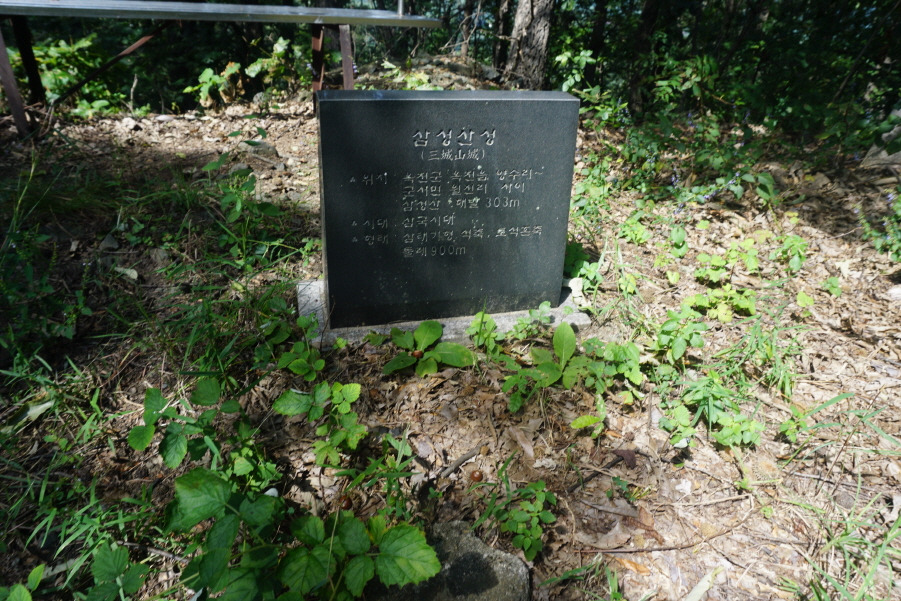 삼성산성
(三城山城)
위치 : 옥천군 옥천읍 양수리~
군서면 월전리 사이
삼성산 해발 303m
시대 : 삼국시대
형태 : 삼태기형, 석축, 토석혼축
둘레 900m